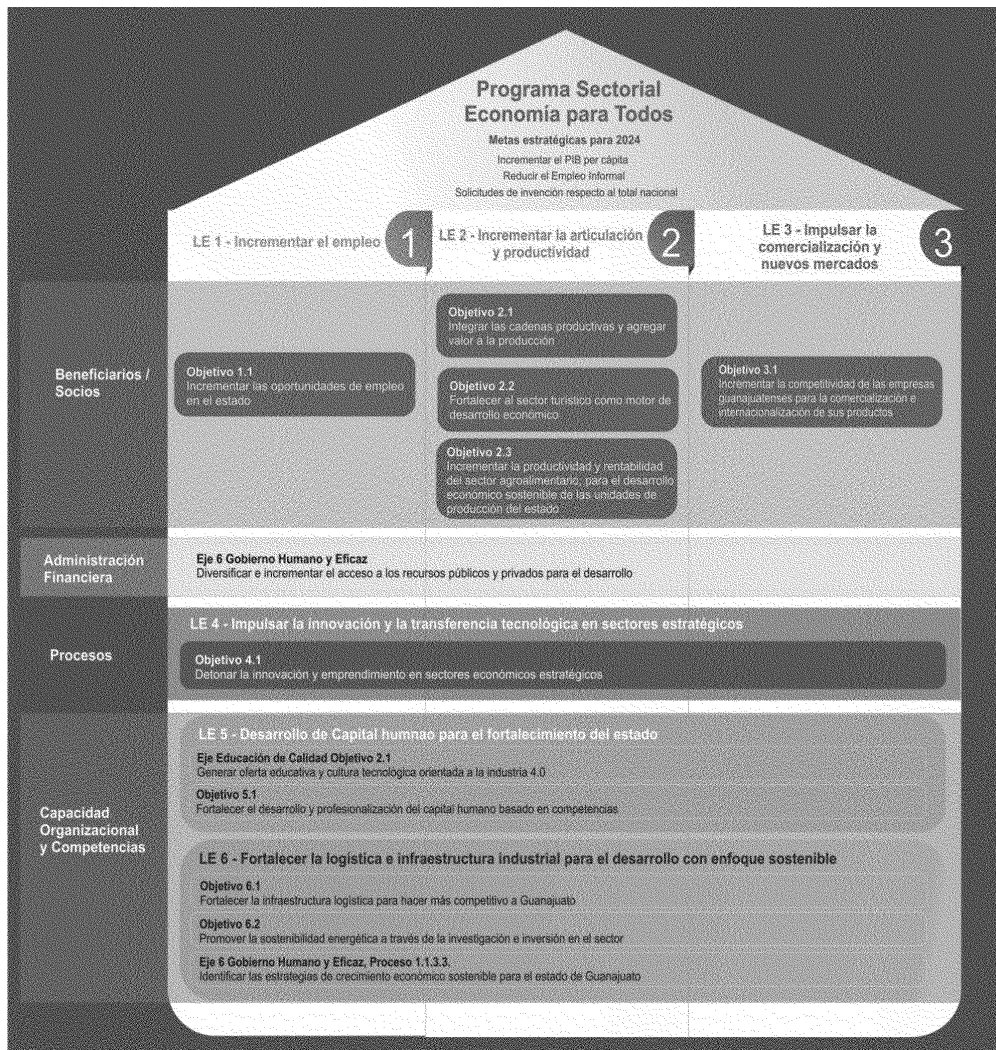 Programa Sectorial
Economía para Todos
Metas estratégicas para 2024
Incrementar el PIB per cápita
Reducir el Empleo Informal
Solicitudes de invención respecto al total nacional
LE 1 - Incrementar el empleo
1
LE 2 - Incrementar la articulación
y productividad
2
LE 3 - Impulsar la
comercialización y
nuevos mercados
3
Beneficiarios /
Socios
Objetivo 1.1
Incrementar las oportunidades de empleo
en el estado
Objetivo 2.1
Integrar las cadenas productivas y agregar
valor a la producción
Objetivo 2.2
Fortalecer al sector turístico como motor de
desarrollo económico
Objetivo 2.3
Incrementar la productividad y rentabilidad
del sector agroalimentario, para el desarrollo
económico sostenible de las unidades de
producción del estado
Objetivo 3.1
Incrementar la competitividad de las empresas
guanajuatenses para la comercialización e
internacionalización de sus productos
Administración
Financiera
Eje 6 Gobierno Humano y Eficaz
Diversificar e incrementar el acceso a los recursos públicos y privados para el desarrollo
Procesos
LE 4 - Impulsar la innovación y la transferencia tecnológica en sectores estratégicos
Objetivo 4.1
Detonar la innovación y emprendimiento en sectores económicos estratégicos
Capacidad
Organizacional
y Competencias
LE 5 - Desarrollo de Capital humnao para el fortalecimiento del estado
Eje Educación de Calidad Objetivo 2.1
Generar oferta educativa y cultura tecnológica orientada a la industria 4.0
Objetivo 5.1
Fortalecer el desarrollo y profesionalización del capital humano basado en competencias
LE 6 - Fortalecer la logística e infraestructura industrial para el desarrollo con enfoque sostenible
Objetivo 6.1
Fortalecer la infraestructura logística para hacer más competitivo a Guanajuato
Objetivo 6.2
Promover la sostenibilidad energética a través de la investigación e inversión en el sector
Eje 6 Gobierno Humano y Eficaz, Proceso 1.1.3.3.
Identificar las estrategias de crecimiento económico sostenible para el estado de Guanajuato